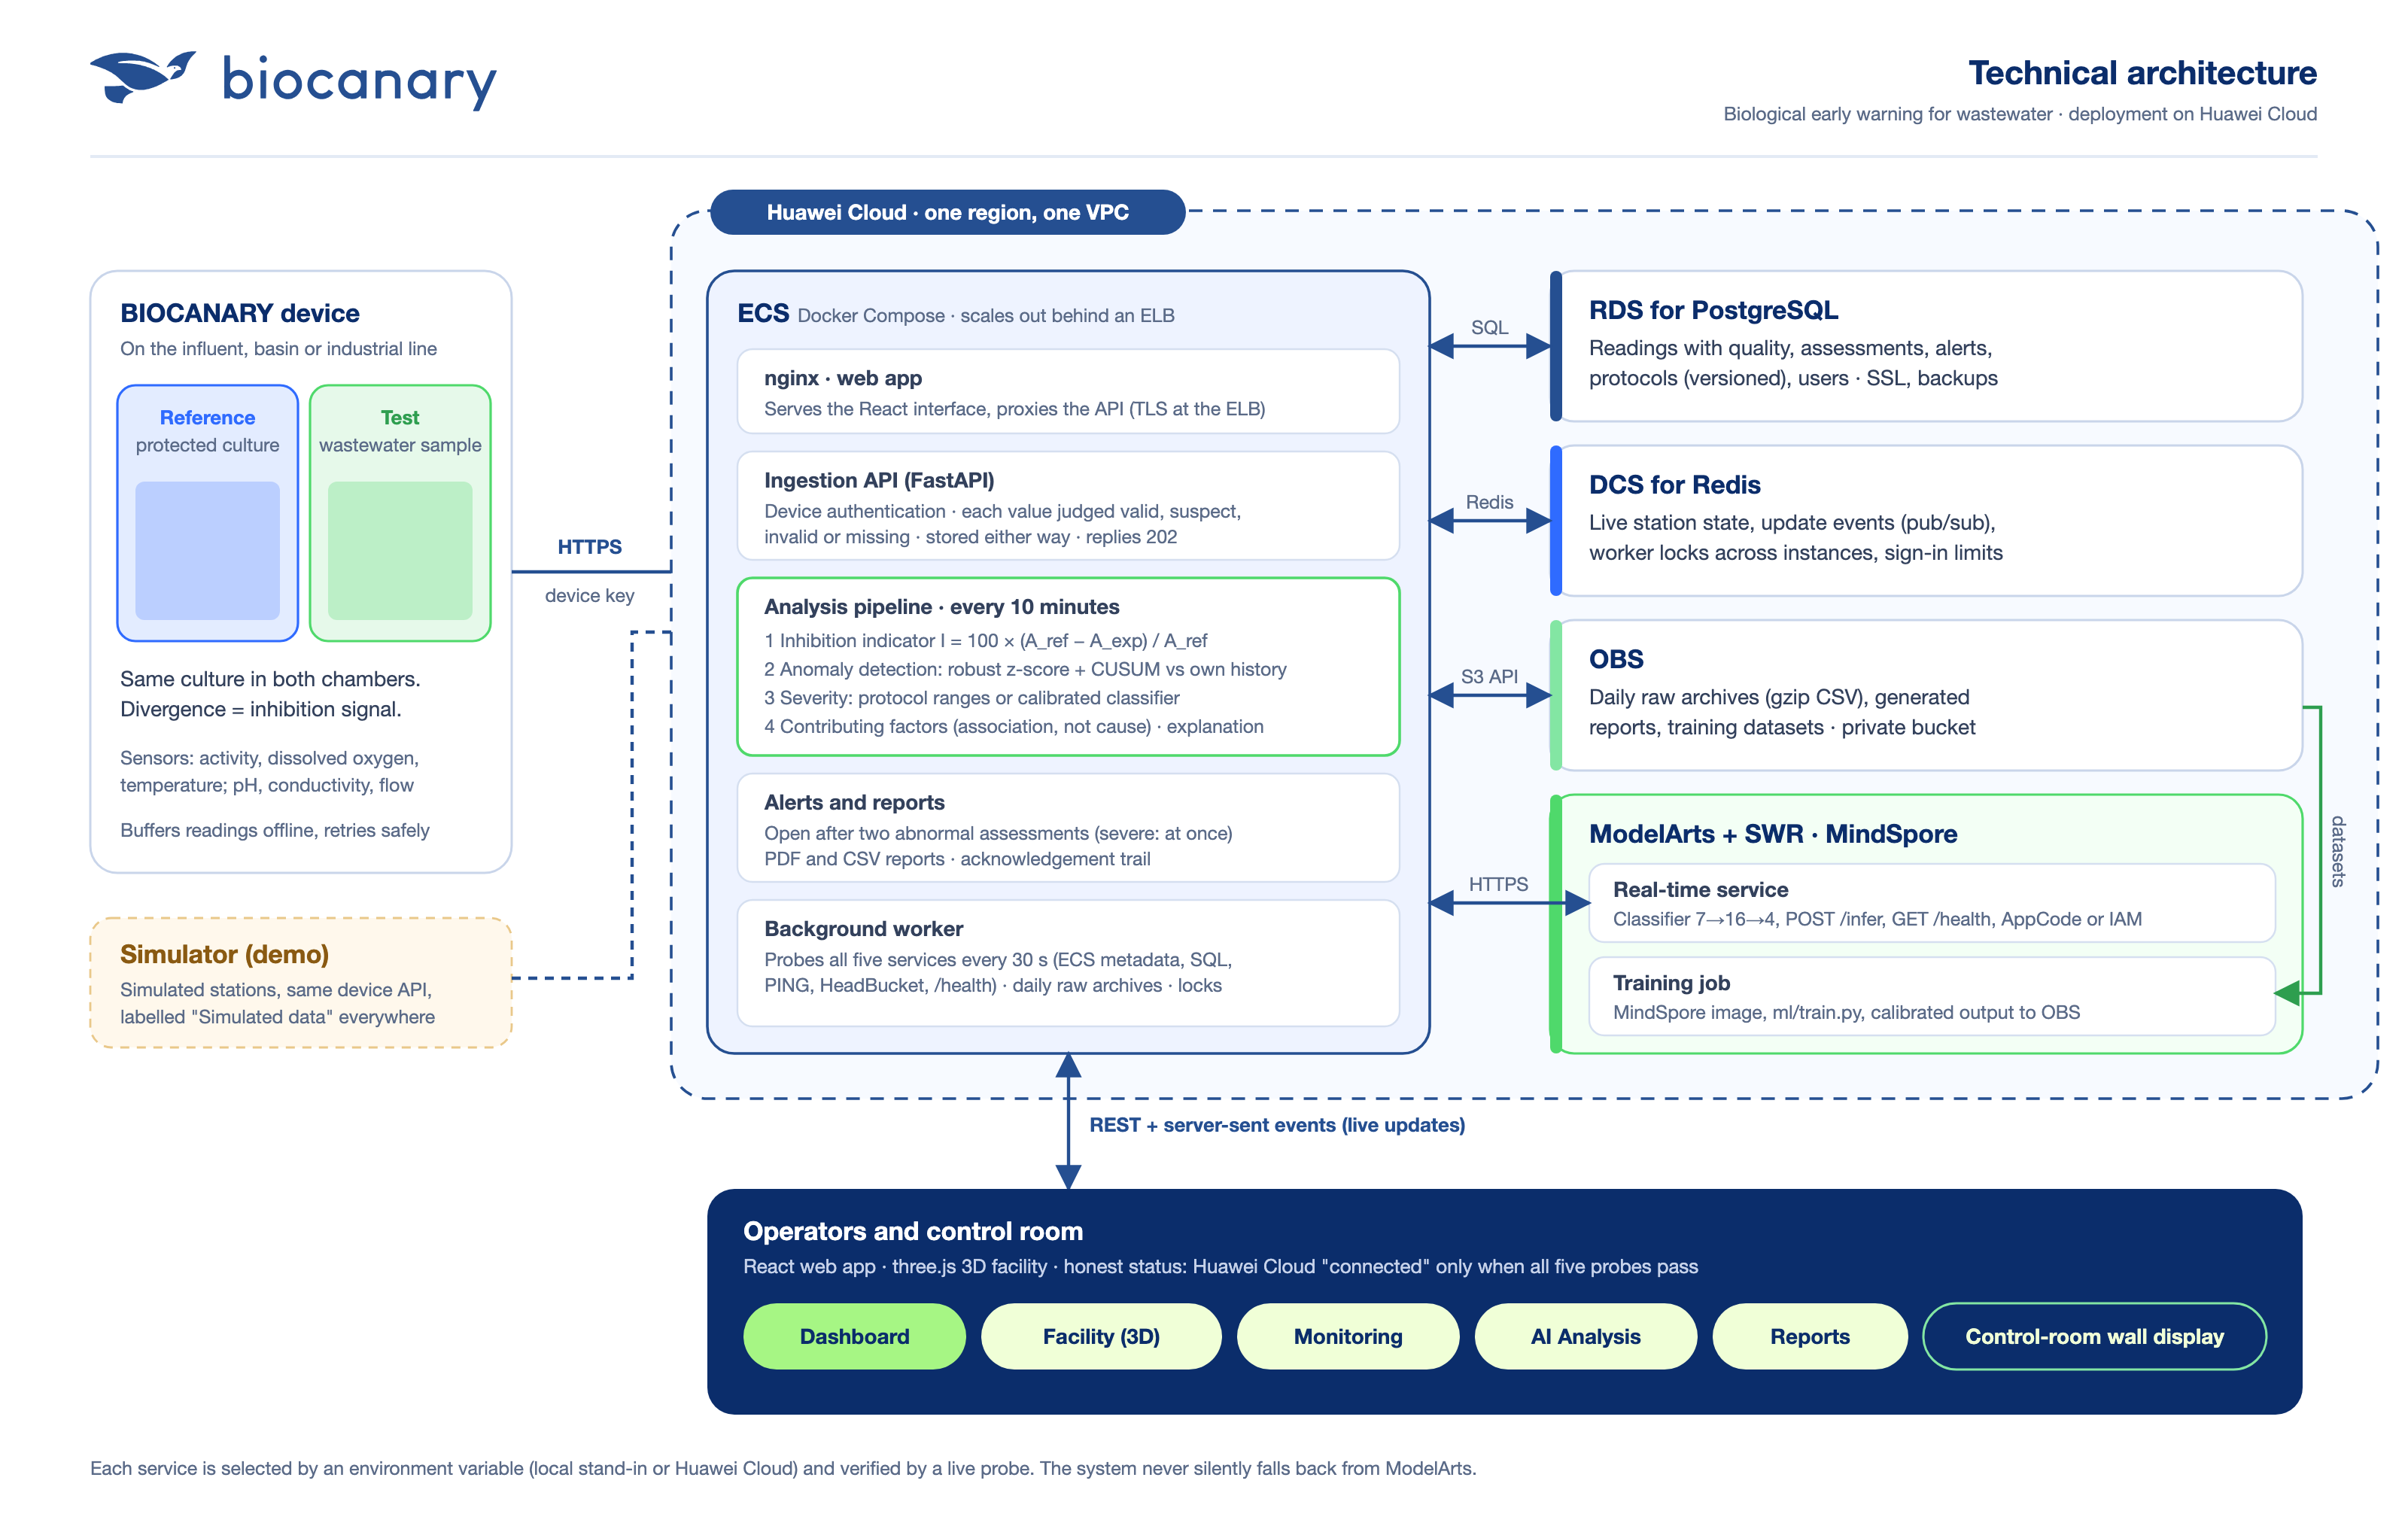 biocanary
Technical architecture
Biological early warning for wastewater · deployment on Huawei Cloud
Huawei Cloud · one region, one VPC
BIOCANARY device
On the influent, basin or industrial line
Reference
protected culture
Test
wastewater sample
Same culture in both chambers.
Divergence = inhibition signal.
Sensors: activity, dissolved oxygen,
temperature; pH, conductivity, flow
Buffers readings offline, retries safely
Simulator (demo)
Simulated stations, same device API,
labelled "Simulated data" everywhere
HTTPS
device key
ECS Docker Compose · scales out behind an ELB
nginx · web app
Serves the React interface, proxies the API (TLS at the ELB)
Ingestion API (FastAPI)
Device authentication · each value judged valid, suspect,
invalid or missing · stored either way · replies 202
Analysis pipeline · every 10 minutes
1 Inhibition indicator I = 100 × (A_ref − A_exp) / A_ref
2 Anomaly detection: robust z-score + CUSUM vs own history
3 Severity: protocol ranges or calibrated classifier
4 Contributing factors (association, not cause) · explanation
Alerts and reports
Open after two abnormal assessments (severe: at once)
PDF and CSV reports · acknowledgement trail
Background worker
Probes all five services every 30 s (ECS metadata, SQL,
PING, HeadBucket, /health) · daily raw archives · locks
SQL
Redis
S3 API
HTTPS
RDS for PostgreSQL
Readings with quality, assessments, alerts,
protocols (versioned), users · SSL, backups
DCS for Redis
Live station state, update events (pub/sub),
worker locks across instances, sign-in limits
OBS
Daily raw archives (gzip CSV), generated
reports, training datasets · private bucket
ModelArts + SWR · MindSpore
Real-time service
Classifier 7→16→4, POST /infer, GET /health, AppCode or IAM
Training job
MindSpore image, ml/train.py, calibrated output to OBS
datasets
REST + server-sent events (live updates)
Operators and control room
React web app · three.js 3D facility · honest status: Huawei Cloud "connected" only when all five probes pass
Dashboard
Facility (3D)
Monitoring
AI Analysis
Reports
Control-room wall display
Each service is selected by an environment variable (local stand-in or Huawei Cloud) and verified by a live probe. The system never silently falls back from ModelArts.